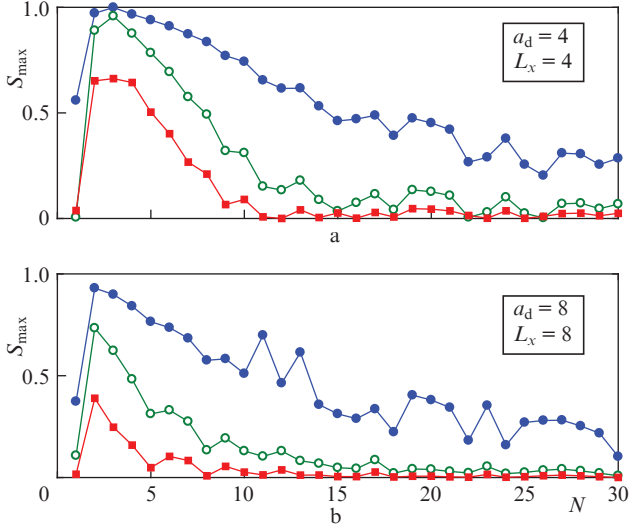 1.0
S_max
0.5
0
a_d = 4
L_x = 4
a
1.0
S_max
0.5
0
a_d = 8
L_x = 8
5
10
15
20
25
N
30
b